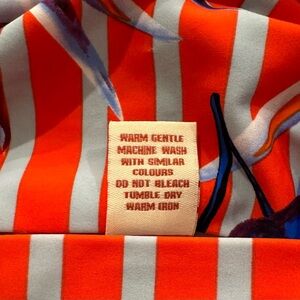 WARM GENTLE
MACHINE WASH
WITH SIMILAR
COLOURS
DO NOT BLEACH
TUMBLE DRY
WARM IRON